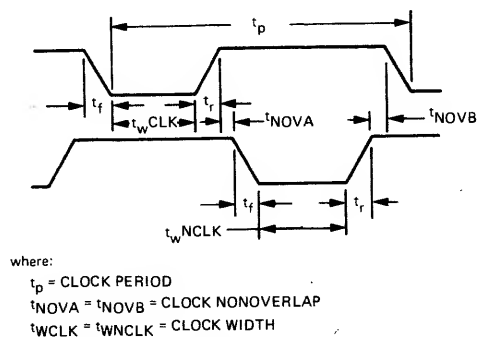 tp
tf
tr
twCLK
tNOVA
tNOVB
tf
tr
twNCLK
where:
tp = CLOCK PERIOD
tNOVA = tNOVB = CLOCK NONOVERLAP
tWCLK = tWNCLK = CLOCK WIDTH